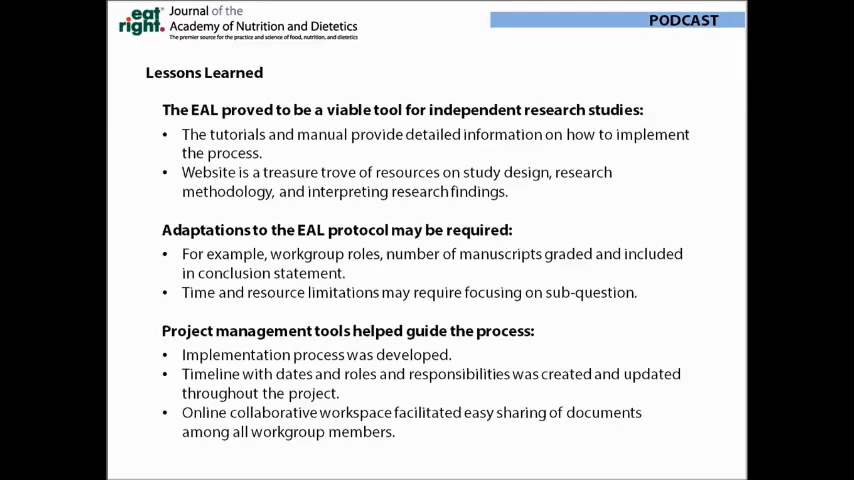 eat right.
Journal of the
Academy of Nutrition and Dietetics
The premier source for the practice and science of food, nutrition, and dietetics
PODCAST
Lessons Learned
The EAL proved to be a viable tool for independent research studies:
• The tutorials and manual provide detailed information on how to implement
the process.
• Website is a treasure trove of resources on study design, research
methodology, and interpreting research findings.
Adaptations to the EAL protocol may be required:
• For example, workgroup roles, number of manuscripts graded and included
in conclusion statement.
• Time and resource limitations may require focusing on sub-question.
Project management tools helped guide the process:
• Implementation process was developed.
• Timeline with dates and roles and responsibilities was created and updated
throughout the project.
• Online collaborative workspace facilitated easy sharing of documents
among all workgroup members.